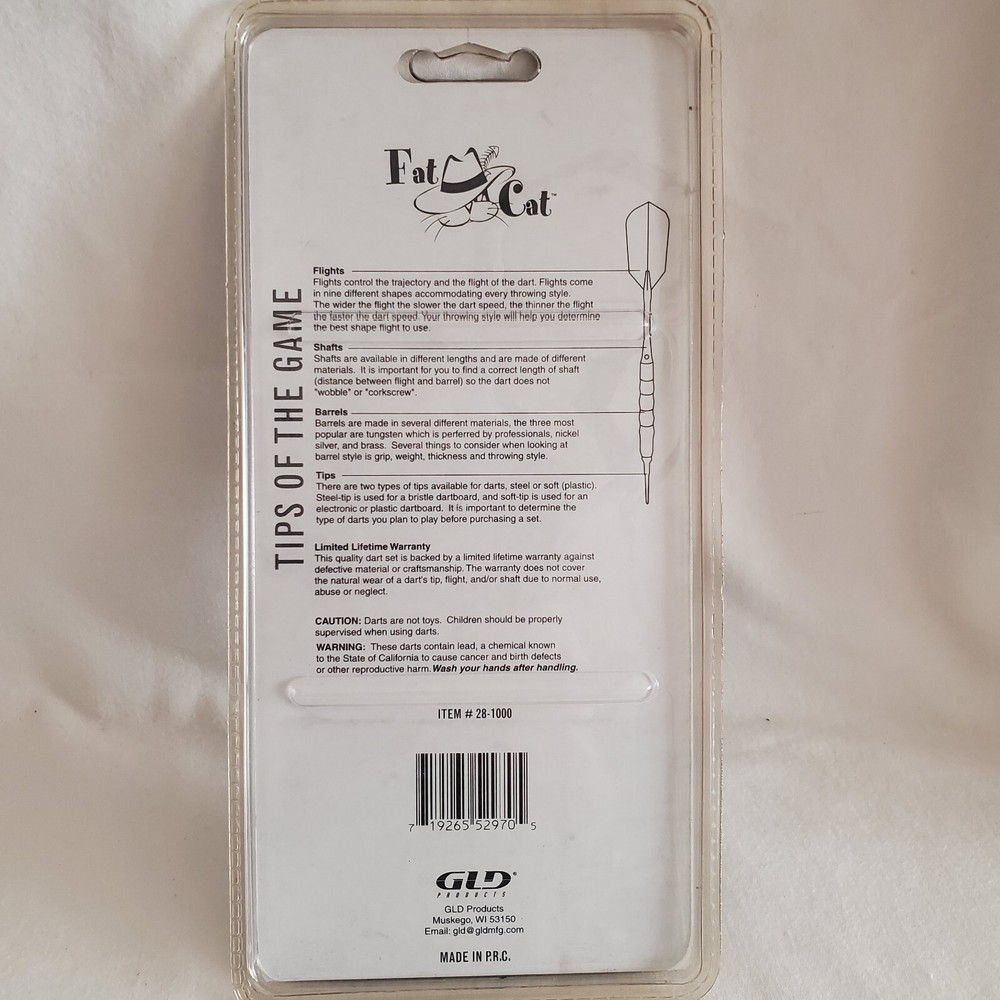 Fat Cat™
TIPS OF THE GAME
Flights
Flights control the trajectory and the flight of the dart. Flights come
in nine different shapes accommodating every throwing style.
The wider the flight the slower the dart speed, the thinner the flight
the faster the dart speed. Your throwing style will help you determine
the best shape flight to use.
Shafts
Shafts are available in different lengths and are made of different
materials. It is important for you to find a correct length of shaft
(distance between flight and barrel) so the dart does not
"wobble" or "corkscrew".
Barrels
Barrels are made in several different materials, the three most
popular are tungsten which is perferred by professionals, nickel
silver, and brass. Several things to consider when looking at
barrel style is grip, weight, thickness and throwing style.
Tips
There are two types of tips available for darts, steel or soft (plastic).
Steel-tip is used for a bristle dartboard, and soft-tip is used for an
electronic or plastic dartboard. It is important to determine the
type of darts you plan to play before purchasing a set.
Limited Lifetime Warranty
This quality dart set is backed by a limited lifetime warranty against
defective material or craftsmanship. The warranty does not cover
the natural wear of a dart's tip, flight, and/or shaft due to normal use,
abuse or neglect.
CAUTION: Darts are not toys. Children should be properly
supervised when using darts.
WARNING: These darts contain lead, a chemical known
to the State of California to cause cancer and birth defects
or other reproductive harm. Wash your hands after handling.
ITEM # 28-1000
7 19265 52970 5
GLD®
PRODUCTS
GLD Products
Muskego, WI 53150
Email: gld@gldmfg.com
MADE IN P.R.C.